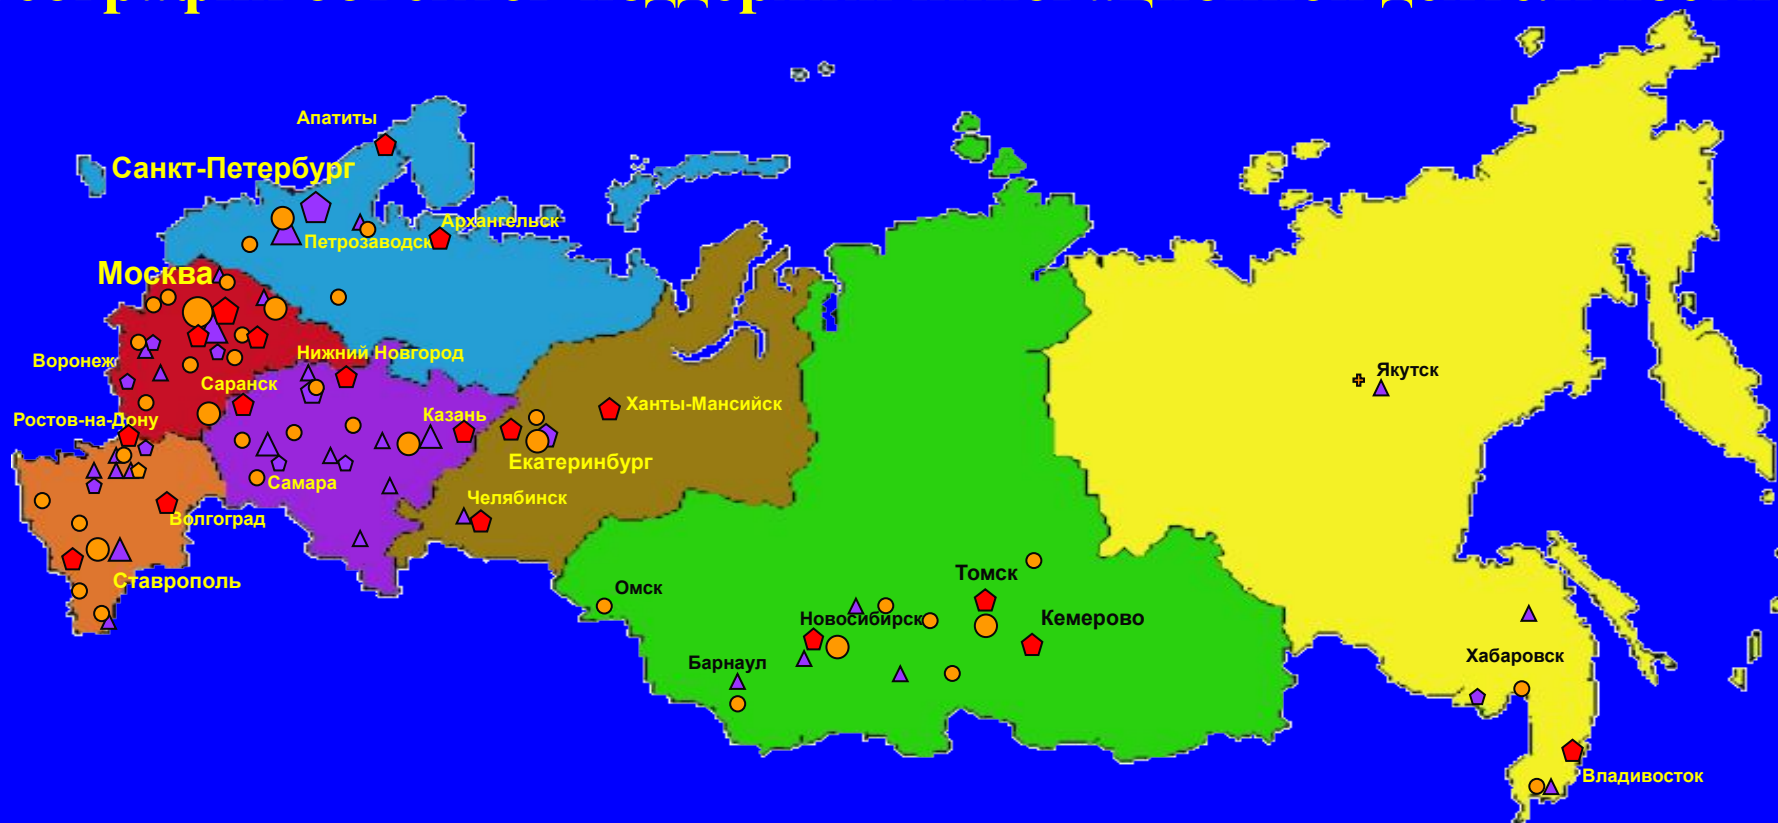 Апатиты
Санкт-Петербург
Архангельск
Петрозаводск
Москва
Нижний Новгород
Воронеж
Якутск
Саранск
Ханты-Мансийск
Ростов-на-Дону
Казань
Екатеринбург
Самара
Челябинск
Волгоград
Томск
Ставрополь
Омск
Новосибирск
Кемерово
Хабаровск
Барнаул
Владивосток